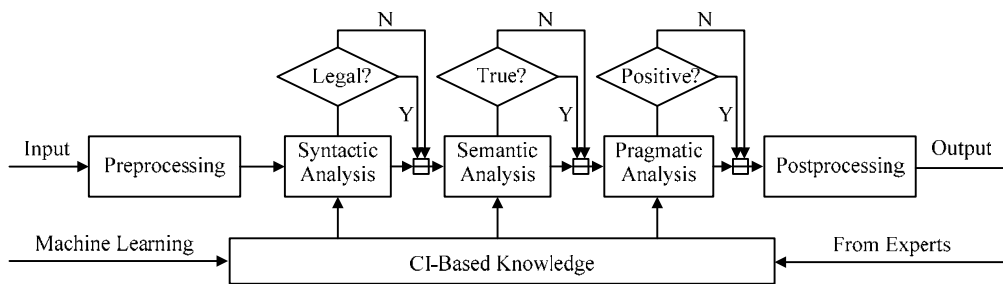 N
N
N
Legal?
True?
Positive?
Y
Y
Y
Input
Preprocessing
Syntactic
Analysis
Semantic
Analysis
Pragmatic
Analysis
Postprocessing
Output
Machine Learning
CI-Based Knowledge
From Experts